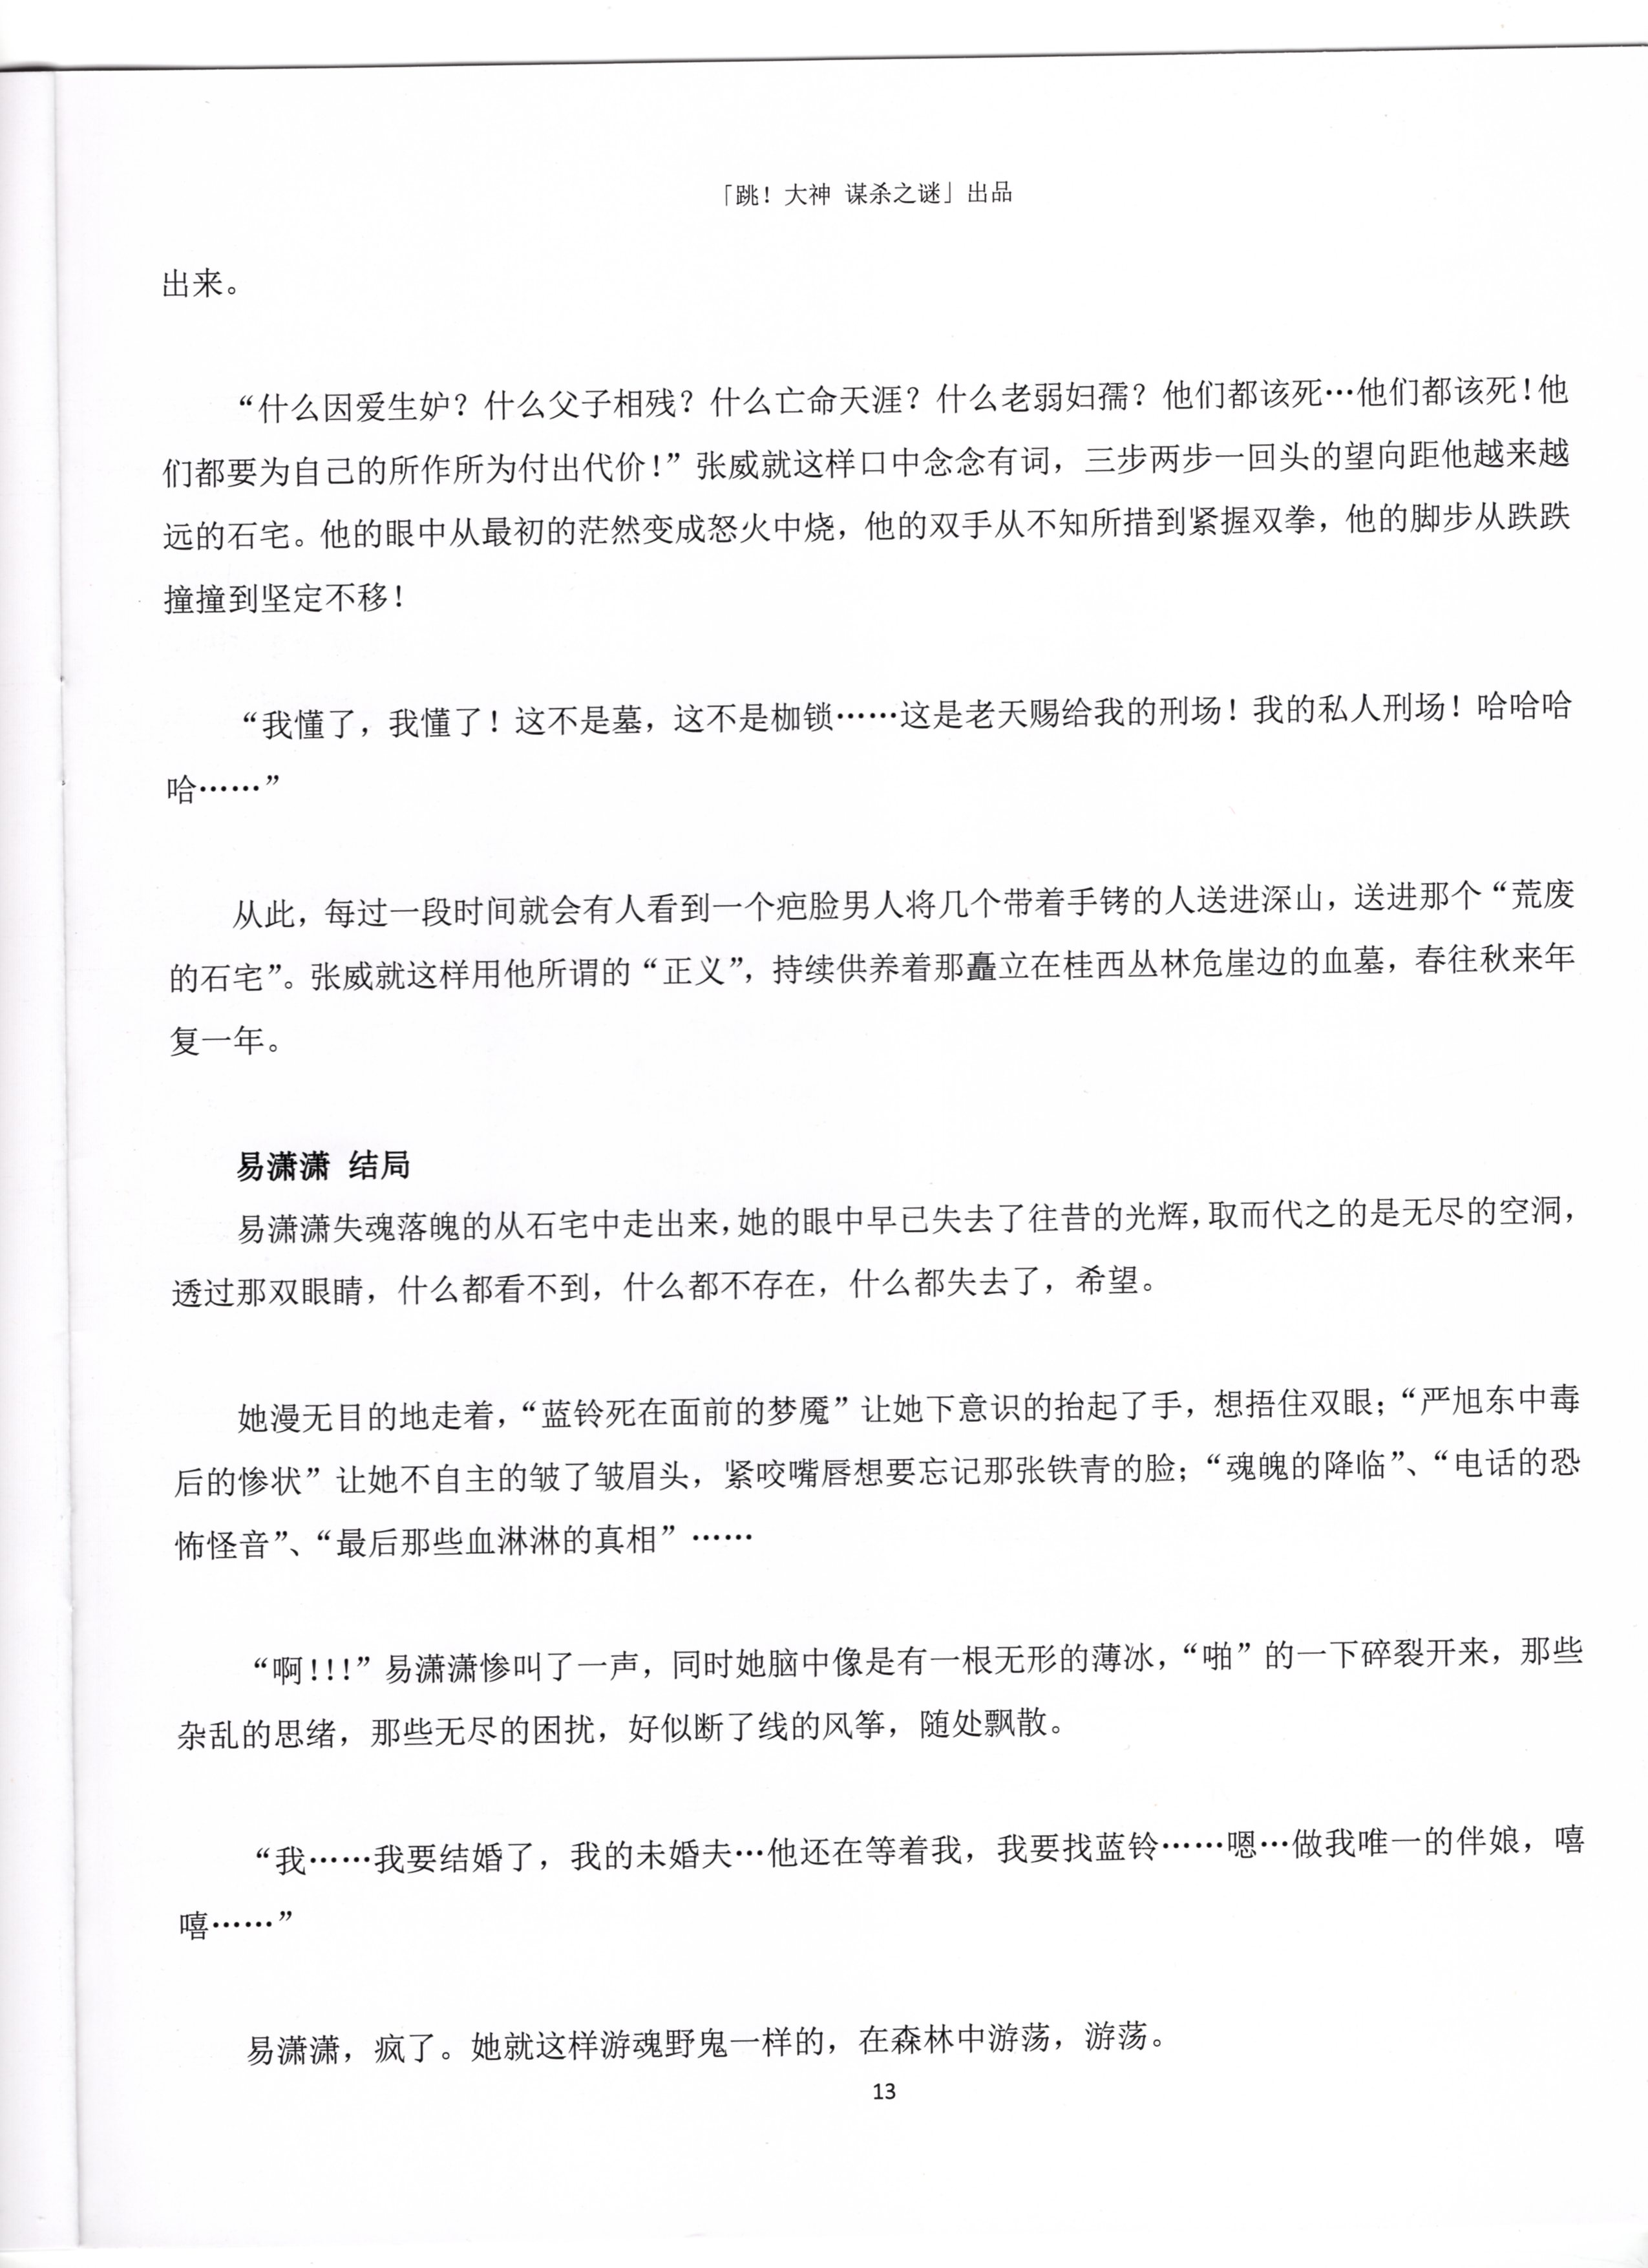 「跳！大神 谋杀之谜」出品
出来。
“什么因爱生妒？什么父子相残？什么亡命天涯？什么老弱妇孺？他们都该死…他们都该死！他
们都要为自己的所作所为付出代价！”张威就这样口中念念有词，三步两步一回头的望向距他越来越
远的石宅。他的眼中从最初的茫然变成怒火中烧，他的双手从不知所措到紧握双拳，他的脚步从跌跌
撞撞到坚定不移！
“我懂了，我懂了！这不是墓，这不是枷锁……这是老天赐给我的刑场！我的私人刑场！哈哈哈
哈……”
从此，每过一段时间就会有人看到一个疤脸男人将几个带着手铐的人送进深山，送进那个“荒废
的石宅”。张威就这样用他所谓的“正义”，持续供养着那矗立在桂西丛林危崖边的血墓，春往秋来年
复一年。
易潇潇 结局
易潇潇失魂落魄的从石宅中走出来，她的眼中早已失去了往昔的光辉，取而代之的是无尽的空洞，
透过那双眼睛，什么都看不到，什么都不存在，什么都失去了，希望。
她漫无目的地走着，“蓝铃死在面前的梦魇”让她下意识的抬起了手，想捂住双眼；“严旭东中毒
后的惨状”让她不自主的皱了皱眉头，紧咬嘴唇想要忘记那张铁青的脸；“魂魄的降临”、“电话的恐
怖怪音”、“最后那些血淋淋的真相”……
“啊！！！”易潇潇惨叫了一声，同时她脑中像是有一根无形的薄冰，“啪”的一下碎裂开来，那些
杂乱的思绪，那些无尽的困扰，好似断了线的风筝，随处飘散。
“我……我要结婚了，我的未婚夫…他还在等着我，我要找蓝铃……嗯…做我唯一的伴娘，嘻
嘻……”
易潇潇，疯了。她就这样游魂野鬼一样的，在森林中游荡，游荡。
13